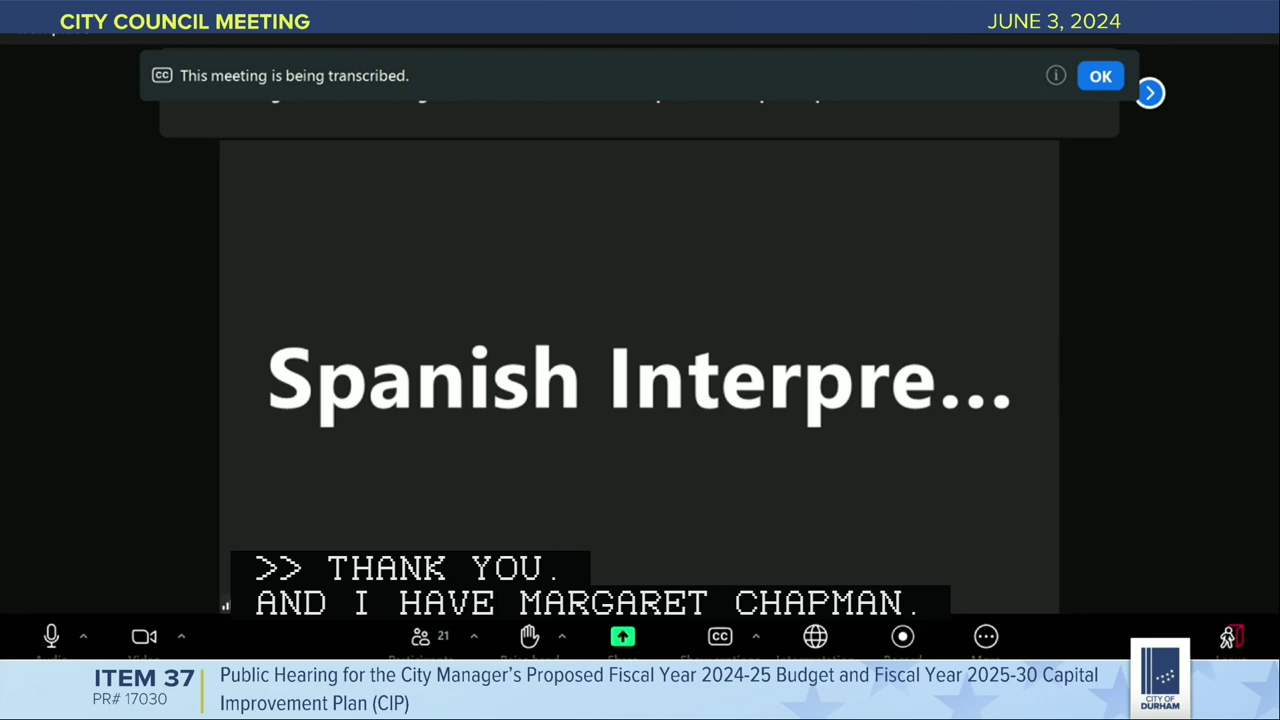 CITY COUNCIL MEETING
JUNE 3, 2024
This meeting is being transcribed.
OK
Spanish Interpre...
>> THANK YOU.
AND I HAVE MARGARET CHAPMAN.
21
CC
ITEM 37
PR# 17030
Public Hearing for the City Manager's Proposed Fiscal Year 2024-25 Budget and Fiscal Year 2025-30 Capital
Improvement Plan (CIP)
CITY OF
DURHAM